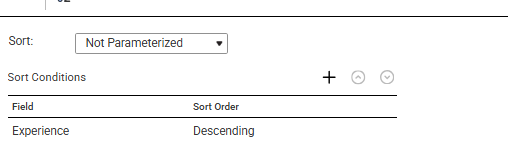 Sort: Not Parameterized
Sort Conditions
Field Sort Order
Experience Descending